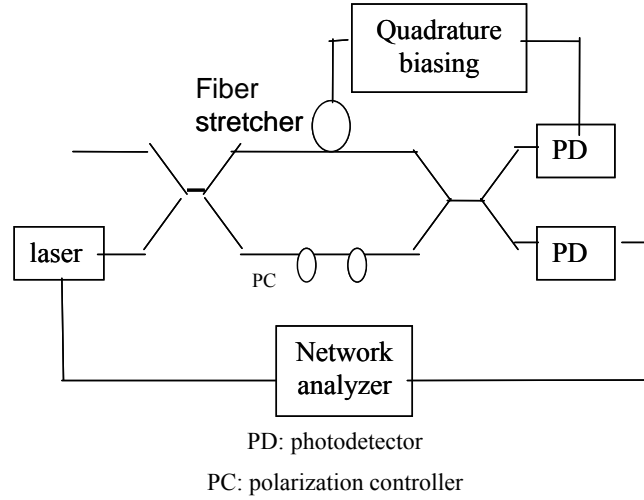 Quadrature
biasing
Fiber
stretcher
PD
laser
PD
PC
Network
analyzer
PD: photodetector
PC: polarization controller